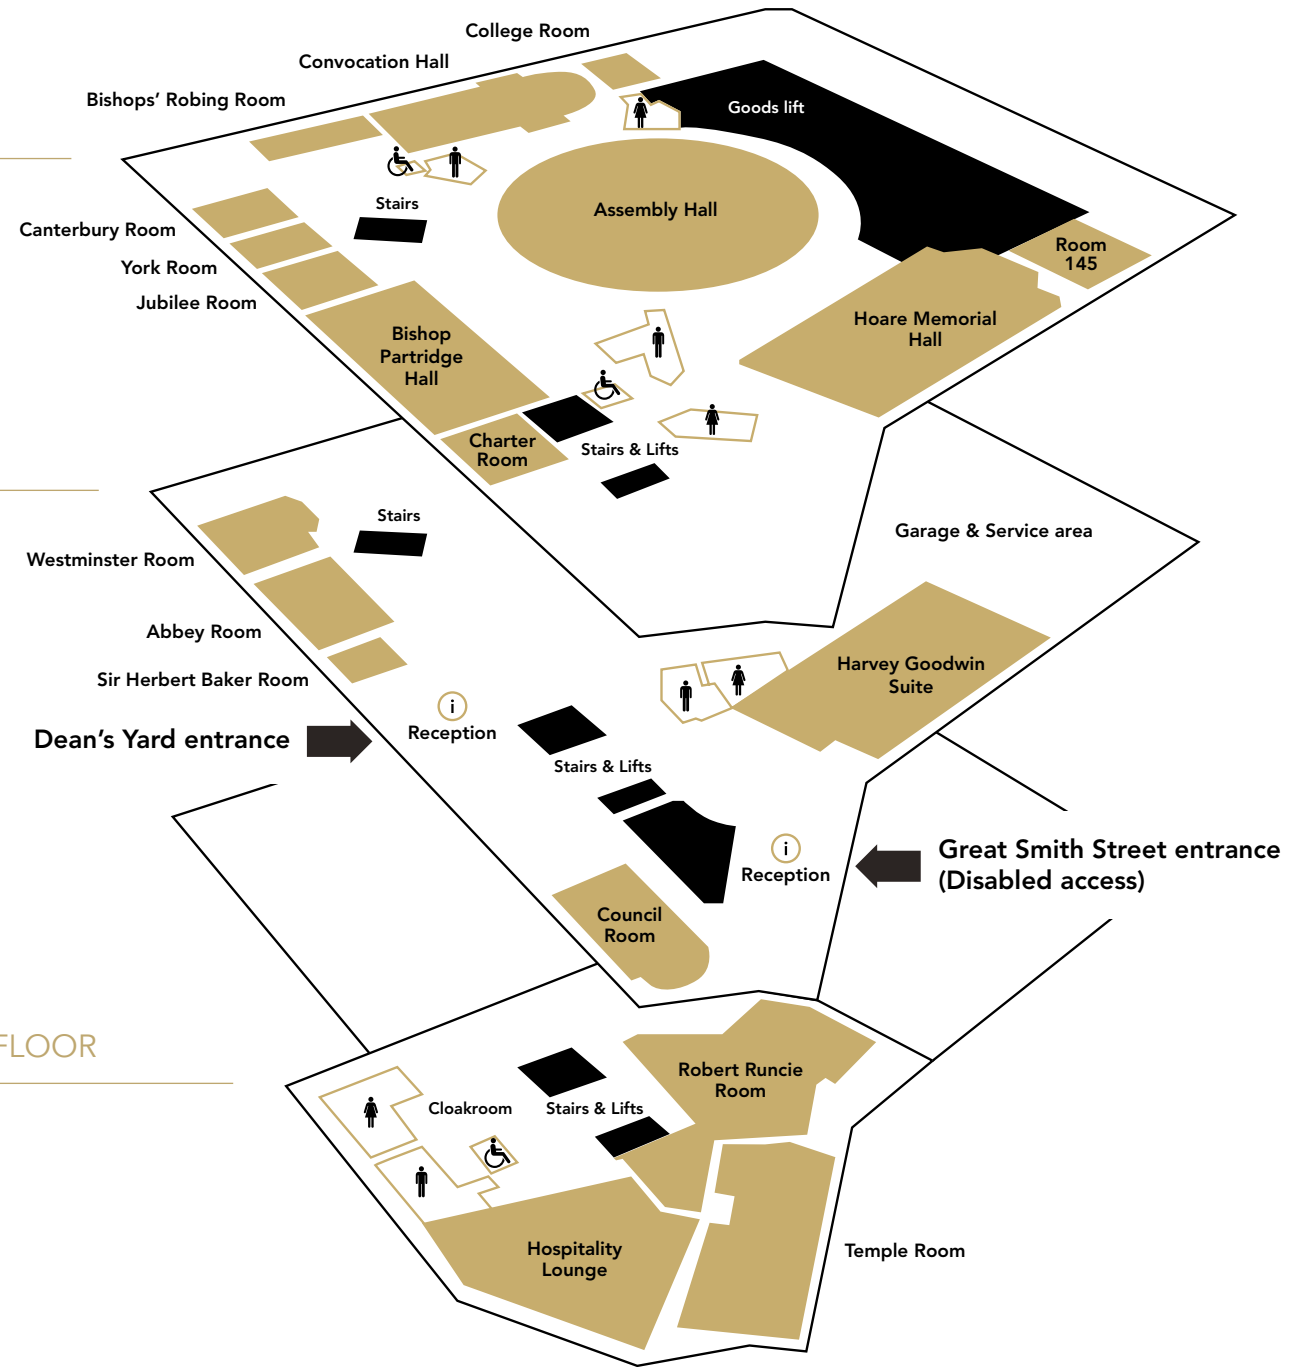 College Room
Convocation Hall
Bishops’ Robing Room
Goods lift
Stairs
Assembly Hall
Canterbury Room
York Room
Jubilee Room
Room
145
Hoare Memorial
Hall
Bishop
Partridge
Hall
Charter
Room
Stairs & Lifts
Stairs
Garage & Service area
Westminster Room
Abbey Room
Sir Herbert Baker Room
Harvey Goodwin
Suite
i
Reception
Dean’s Yard entrance
Stairs & Lifts
i
Reception
Great Smith Street entrance
(Disabled access)
Council
Room
FLOOR
Robert Runcie
Room
Cloakroom
Stairs & Lifts
Hospitality
Lounge
Temple Room